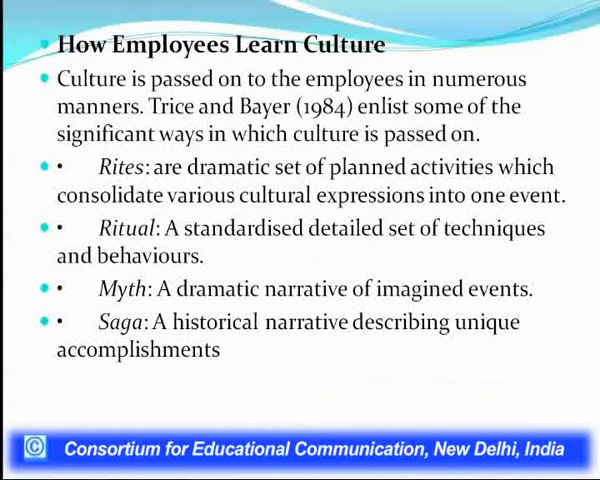 • How Employees Learn Culture
• Culture is passed on to the employees in numerous
manners. Trice and Bayer (1984) enlist some of the
significant ways in which culture is passed on.
• • Rites: are dramatic set of planned activities which
consolidate various cultural expressions into one event.
• • Ritual: A standardised detailed set of techniques
and behaviours.
• • Myth: A dramatic narrative of imagined events.
• • Saga: A historical narrative describing unique
accomplishments
© Consortium for Educational Communication, New Delhi, India